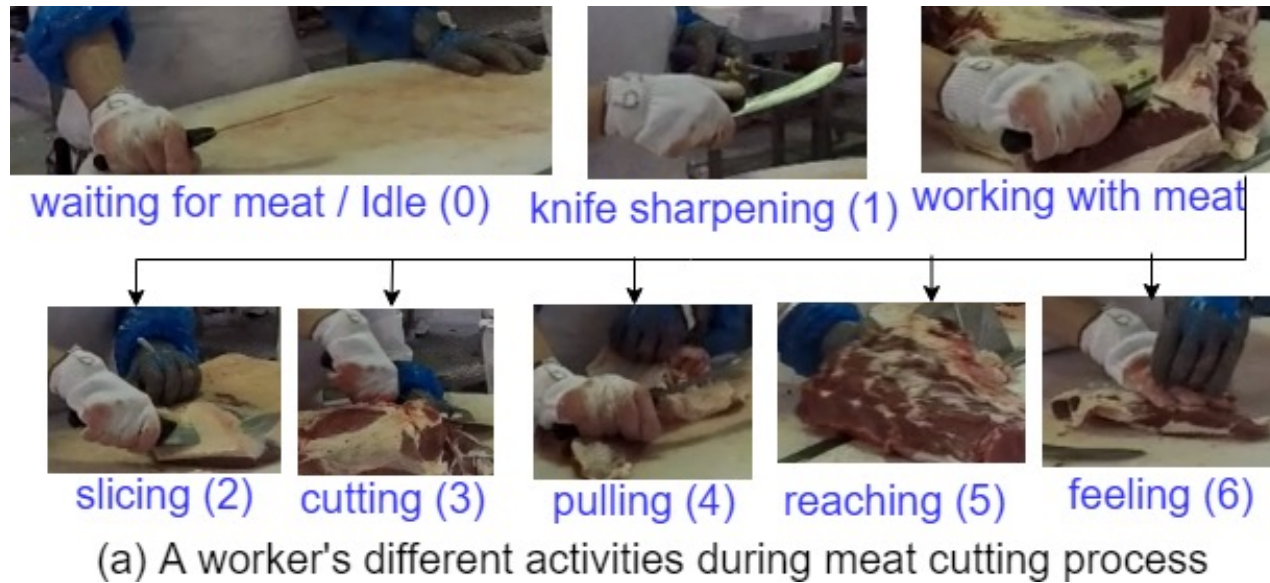 waiting for meat / Idle (0)
knife sharpening (1)
working with meat
slicing (2)
cutting (3)
pulling (4)
reaching (5)
feeling (6)
(a) A worker's different activities during meat cutting process